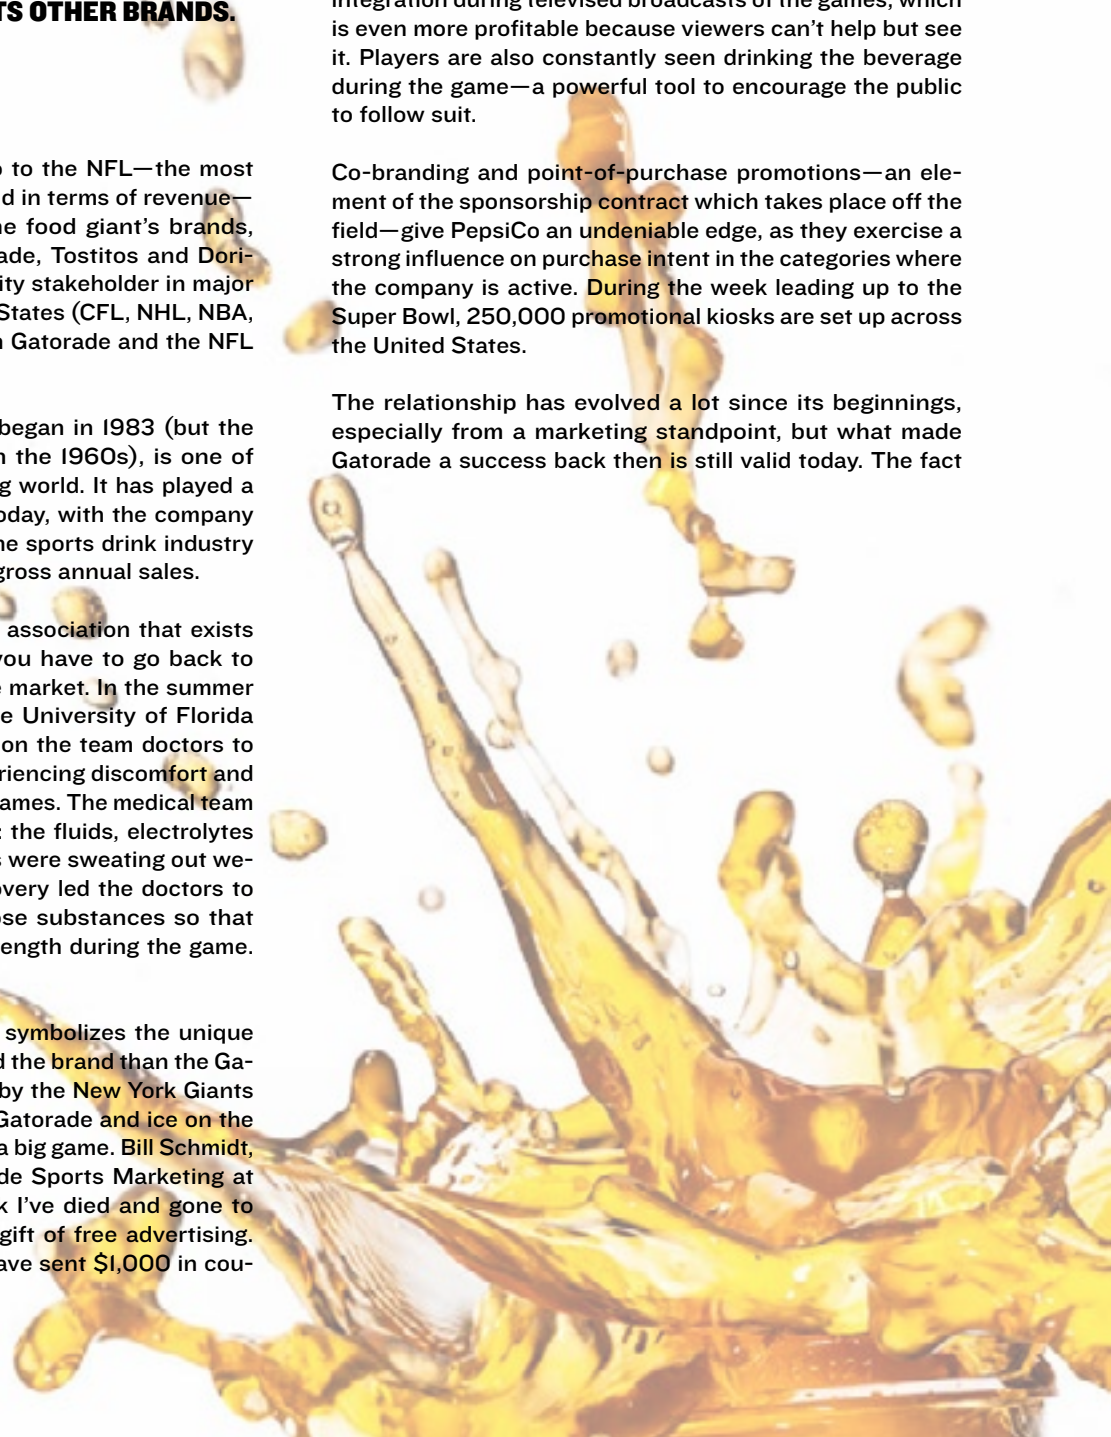 TS OTHER BRANDS.
to the NFL—the most
d in terms of revenue—
food giant's brands,
ade, Tostitos and Dori-
ity stakeholder in major
States (CFL, NHL, NBA,
Gatorade and the NFL
began in 1983 (but the
the 1960s), is one of
g world. It has played a
oday, with the company
sports drink industry
gross annual sales.
association that exists
you have to go back to
market. In the summer
University of Florida
on the team doctors to
riencing discomfort and
ames. The medical team
: the fluids, electrolytes
s were sweating out we-
overy led the doctors to
ose substances so that
ength during the game.
symbolizes the unique
d the brand than the Ga-
by the New York Giants
Gatorade and ice on the
a big game. Bill Schmidt,
de Sports Marketing at
k I've died and gone to
gift of free advertising.
ave sent $1,000 in cou-
integration during televised broadcasts of the games, which
is even more profitable because viewers can't help but see
it. Players are also constantly seen drinking the beverage
during the game—a powerful tool to encourage the public
to follow suit.
Co-branding and point-of-purchase promotions—an ele-
ment of the sponsorship contract which takes place off the
field—give PepsiCo an undeniable edge, as they exercise a
strong influence on purchase intent in the categories where
the company is active. During the week leading up to the
Super Bowl, 250,000 promotional kiosks are set up across
the United States.
The relationship has evolved a lot since its beginnings,
especially from a marketing standpoint, but what made
Gatorade a success back then is still valid today. The fact